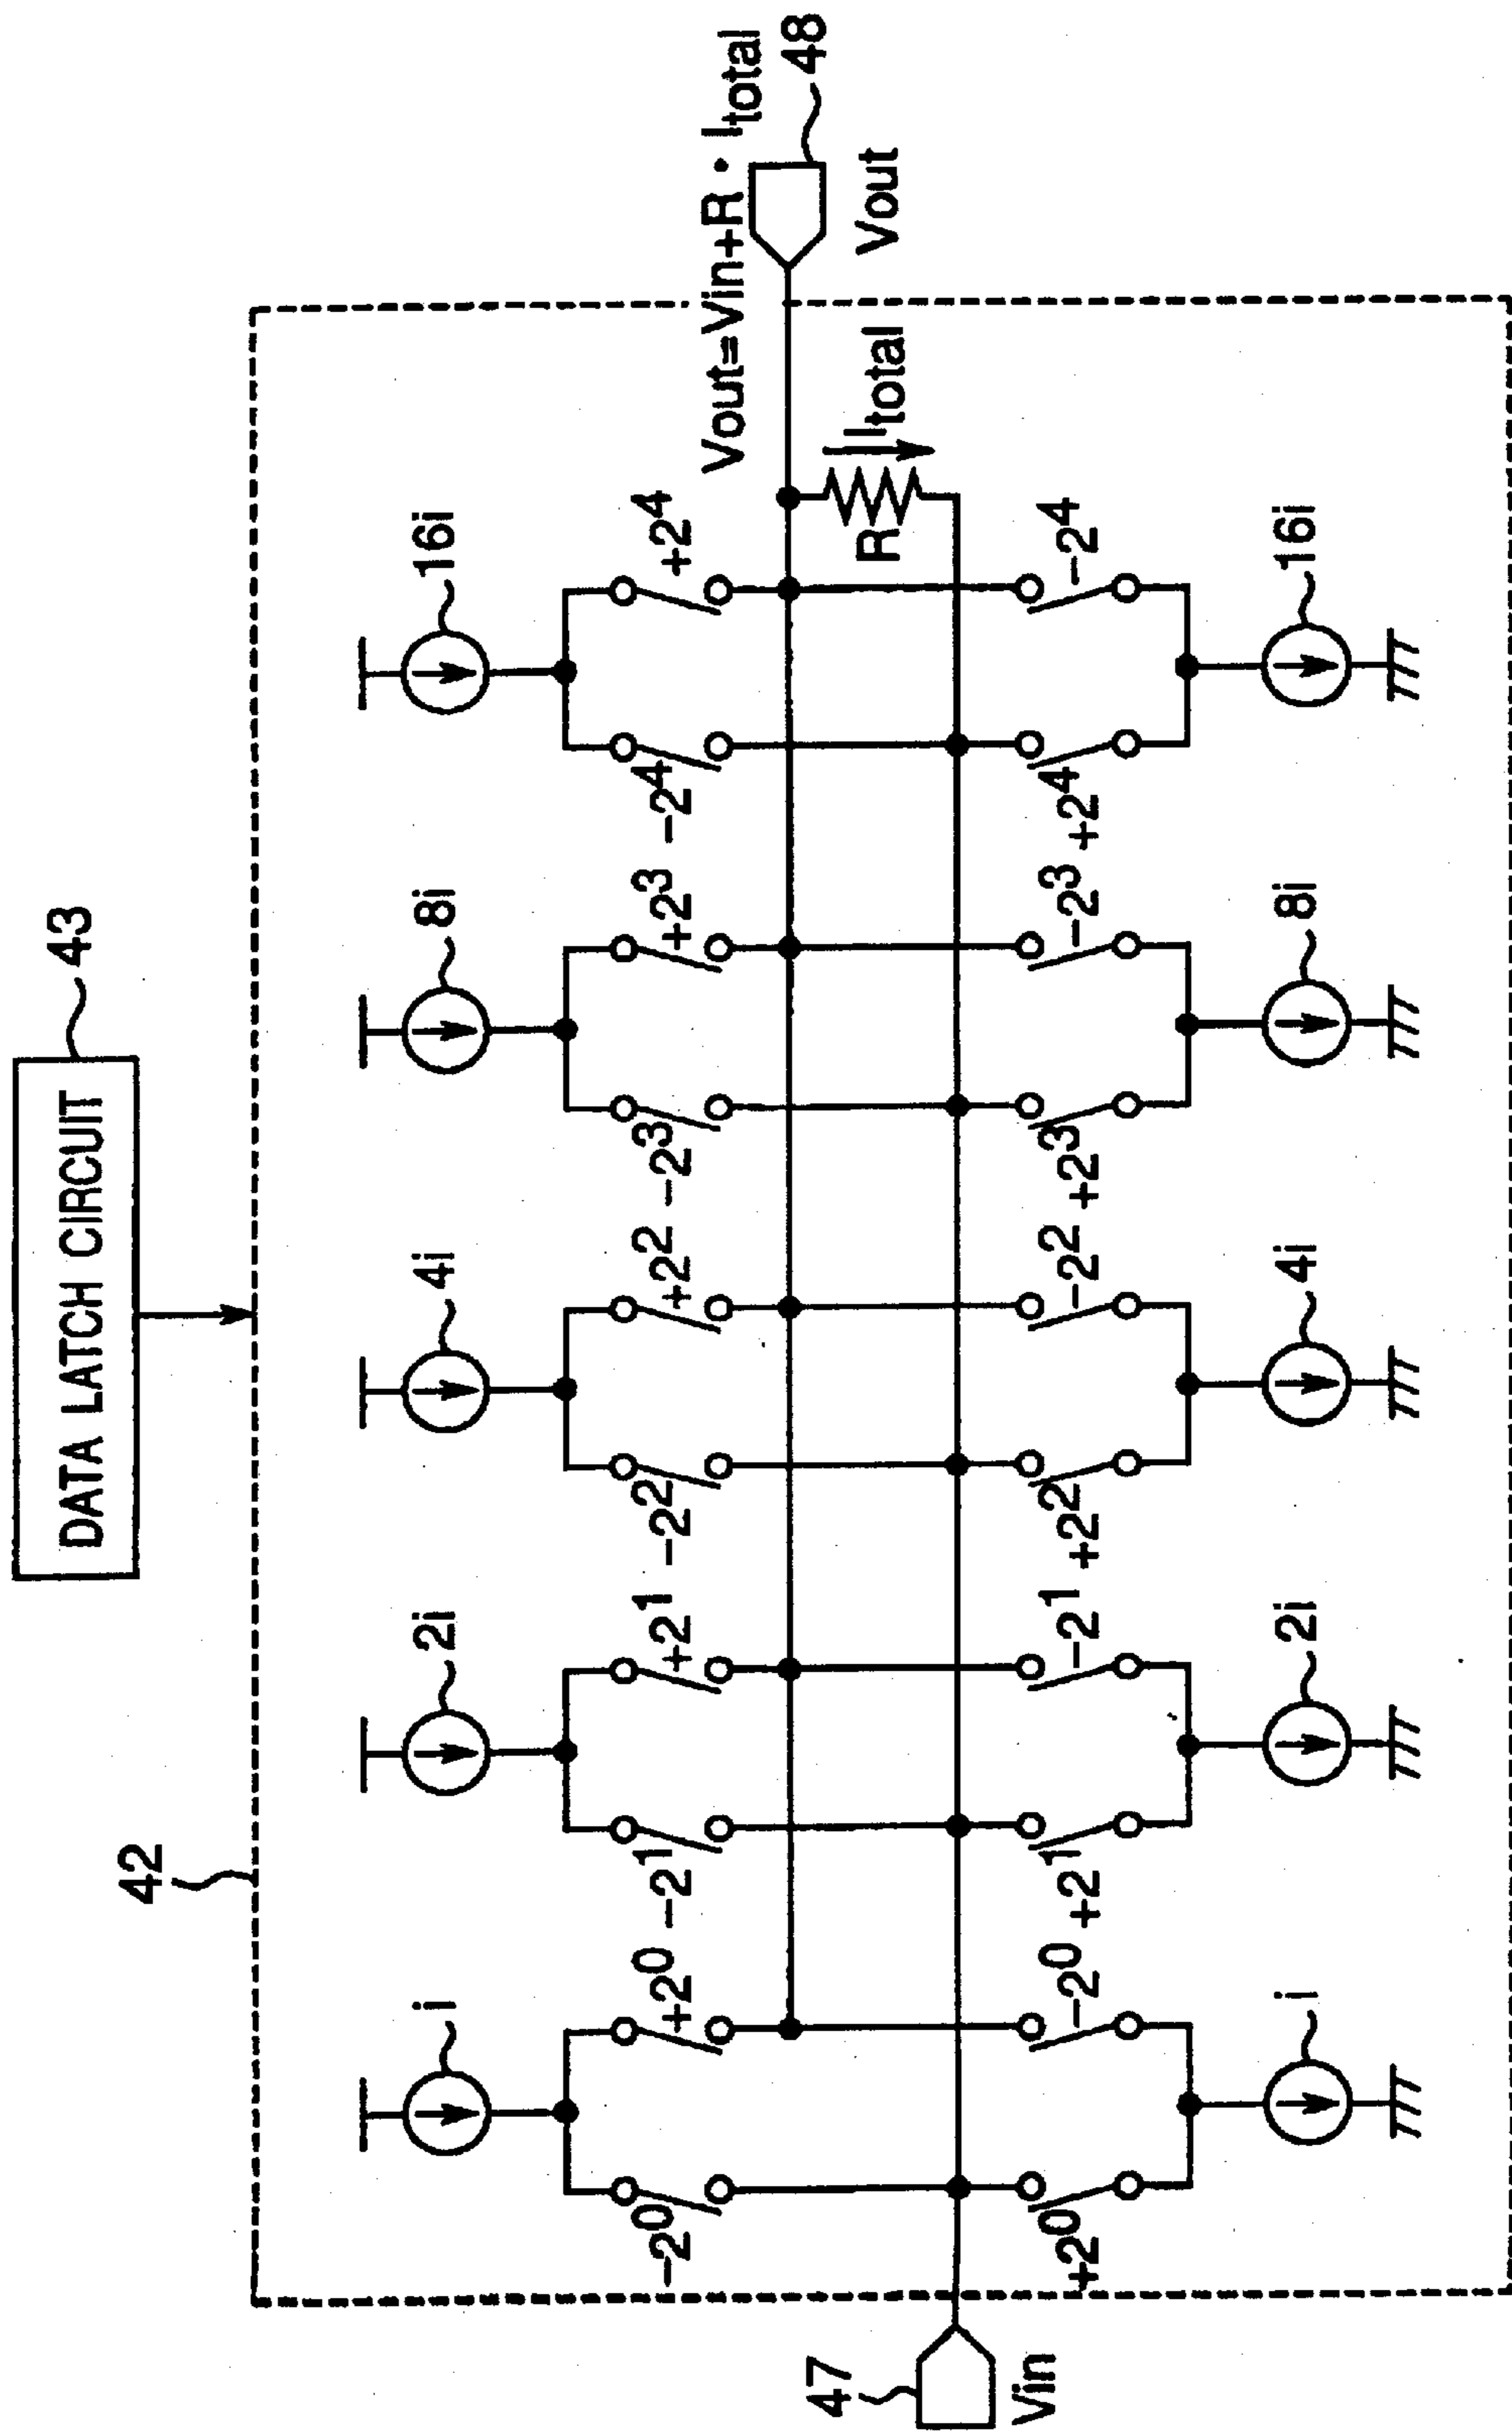 DATA LATCH CIRCUIT
43
42
i
2i
4i
8i
16i
−2⁰ +2⁰ −2¹ +2¹ −2² +2² −2³ +2³ −2⁴ +2⁴
Vout=Vin+R • Itotal
48
Vout
R
Itotal
47
Vin
+2⁰ −2⁰ +2¹ −2¹ +2² −2² +2³ −2³ +2⁴ −2⁴
i
2i
4i
8i
16i